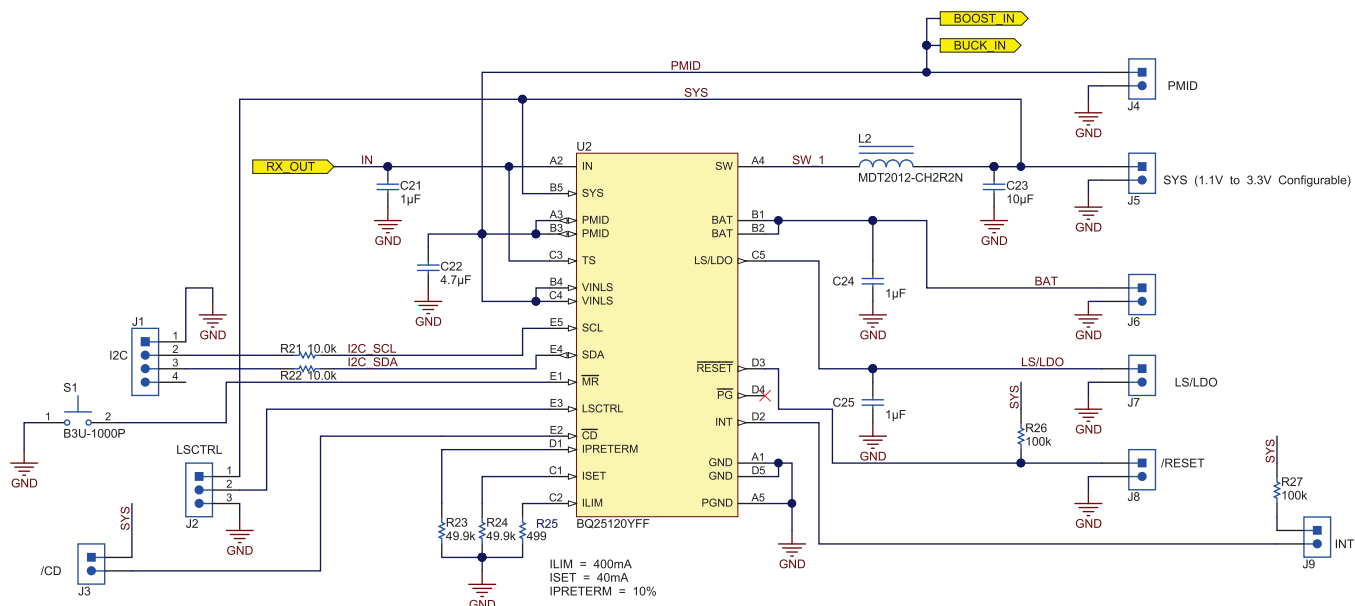 BOOST_IN
BUCK_IN
PMID
PMID
J4
GND
SYS
U2
L2
RX_OUT
IN
A2
IN
SW
A4
SW_1
MDT2012-CH2R2N
C21
1µF
GND
B5
SYS
C23
10µF
GND
SYS (1.1V to 3.3V Configurable)
J5
GND
A3
PMID
B3
PMID
BAT
B1
BAT
B2
C22
4.7µF
GND
C3
TS
LS/LDO
C5
B4
VINLS
C4
VINLS
C24
1µF
GND
BAT
J6
GND
J1
1
2
3
4
GND
I2C
R21 10.0k
I2C_SCL
E5
SCL
I2C_SDA
E4
SDA
R22 10.0k
E1
MR
RESET
D3
LS/LDO
LS/LDO
J7
GND
S1
1
2
B3U-1000P
GND
E3
LSCTRL
PG
D4
C25
1µF
GND
SYS
R26
100k
E2
CD
INT
D2
D1
IPRETERM
LSCTRL
1
2
3
J2
GND
C1
ISET
GND
A1
GND
D5
/RESET
J8
GND
SYS
R27
100k
C2
ILIM
PGND
A5
BQ25120YFF
GND
R23
49.9k
R24
49.9k
R25
499
GND
SYS
/CD
J3
INT
J9
ILIM = 400mA
ISET = 40mA
IPRETERM = 10%